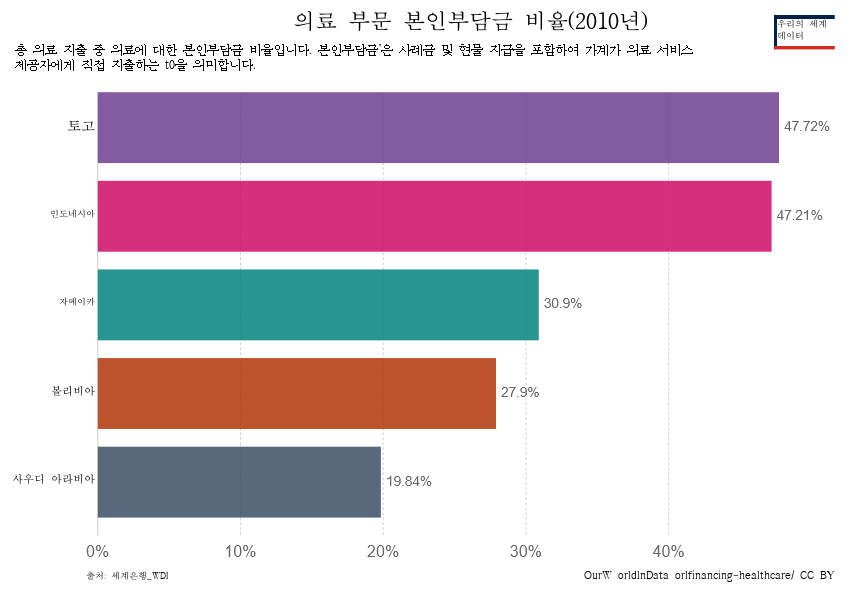 의료 부문 본인부담금 비율(2010년)
우리의 세계
데이터
총 의료 지출 중 의료에 대한 본인부담금 비율입니다. 본인부담금'은 사례금 및 현물 지급을 포함하여 가계가 의료 서비스
제공자에게 직접 지출하는 t0을 의미합니다.
토고 47.72%
인도네시아 47.21%
자메이카 30.9%
볼리비아 27.9%
사우디 아라비아 19.84%
0% 10% 20% 30% 40%
출처: 세계은행_WDI
OurW orldInData orlfinancing-healthcare/ CC BY